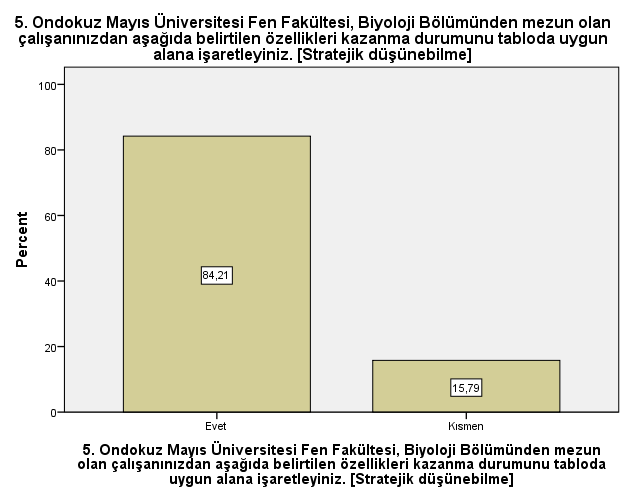 5. Ondokuz Mayıs Üniversitesi Fen Fakültesi, Biyoloji Bölümünden mezun olan
çalışanınızdan aşağıda belirtilen özellikleri kazanma durumunu tabloda uygun
alana işaretleyiniz. [Stratejik düşünebilme]
100
80
60
40
20
0
Percent
84,21
15,79
Evet
Kısmen
5. Ondokuz Mayıs Üniversitesi Fen Fakültesi, Biyoloji Bölümünden mezun
olan çalışanınızdan aşağıda belirtilen özellikleri kazanma durumunu tabloda
uygun alana işaretleyiniz. [Stratejik düşünebilme]